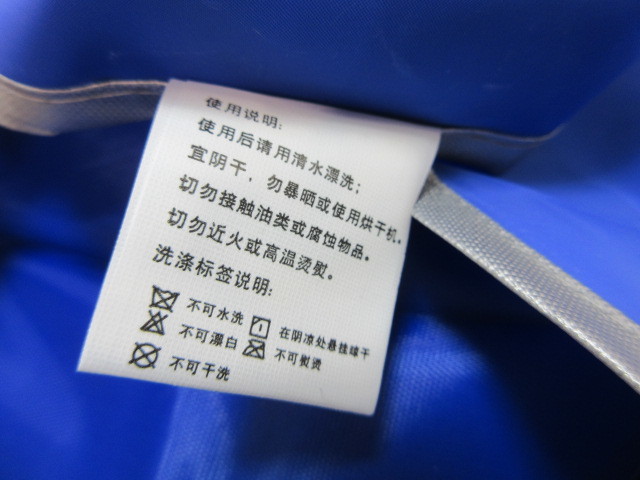 使用说明:
使用后请用清水漂洗;
宜阴干, 勿暴晒或使用烘干机。
切勿接触油类或腐蚀物品。
切勿近火或高温烫熨。
洗涤标签说明:
不可水洗 在阴凉处悬挂晾干
不可漂白 不可熨烫
不可干洗